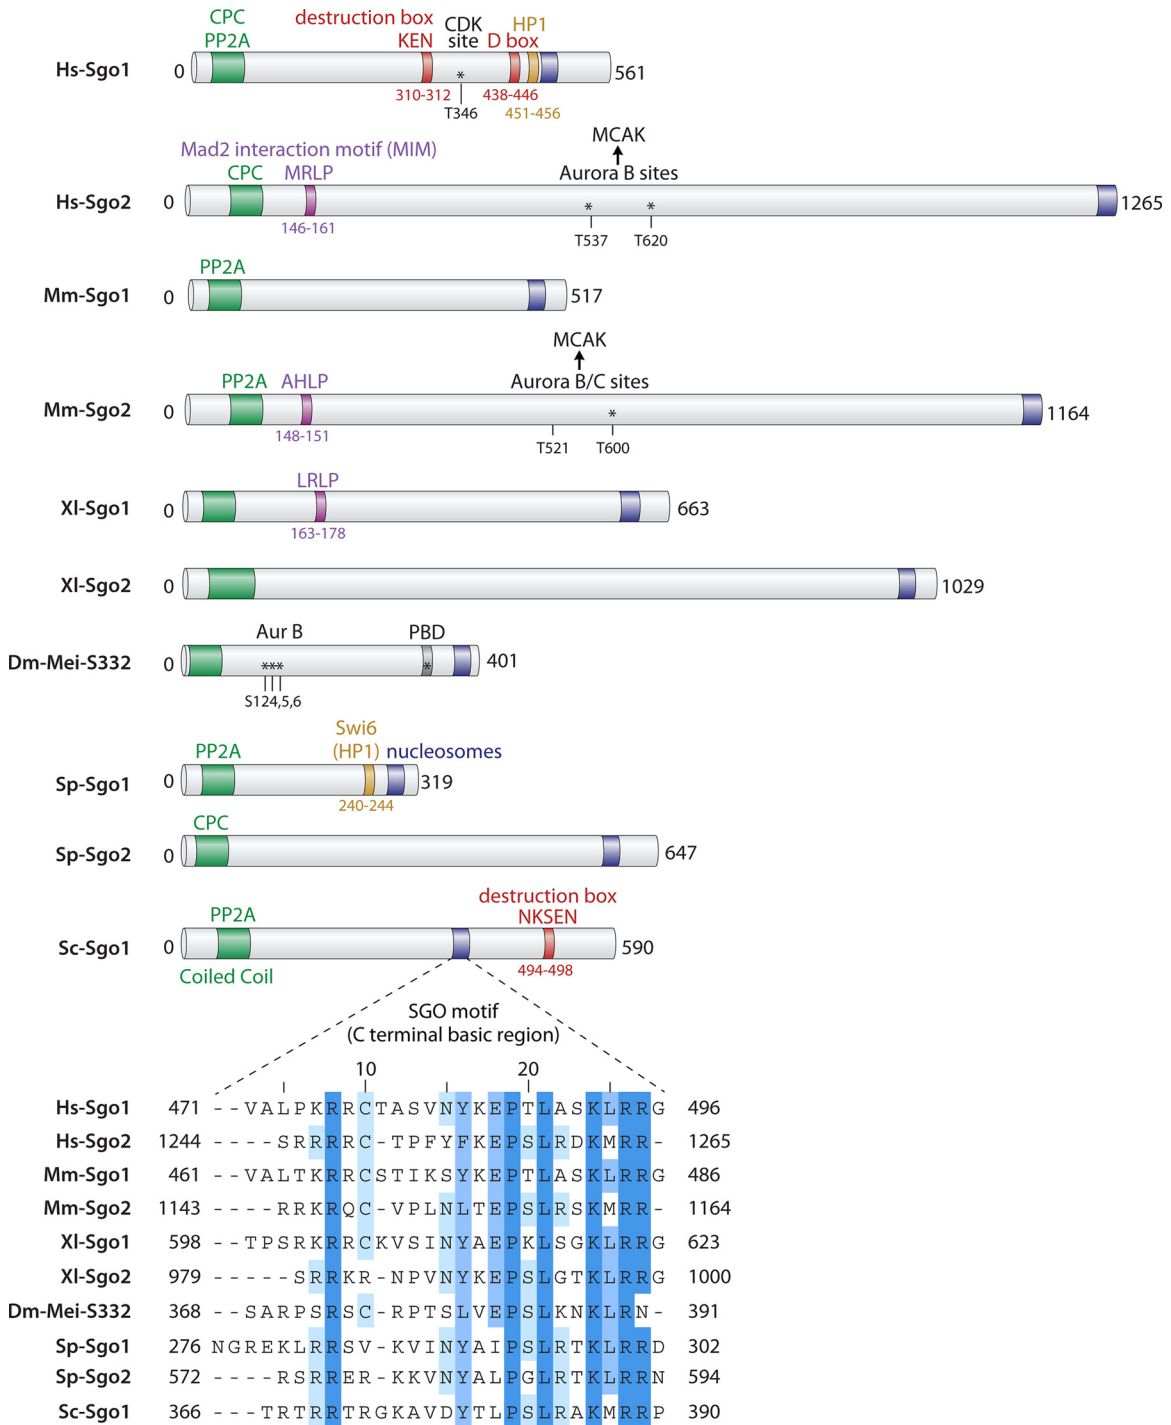 CPC
destruction box
CDK
HP1
PP2A
KEN
site
D box
Hs-Sgo1
0
*
561
310-312
438-446
T346
451-456
MCAK
Mad2 interaction motif (MIM)
CPC
MRLP
Aurora B sites
Hs-Sgo2
0
*
*
1265
146-161
T537
T620
PP2A
Mm-Sgo1
0
517
MCAK
PP2A
AHLP
Aurora B/C sites
Mm-Sgo2
0
*
1164
148-151
T521
T600
LRLP
Xl-Sgo1
0
663
163-178
Xl-Sgo2
0
1029
Aur B
PBD
Dm-Mei-S332
0
***
*
401
S124,5,6
Swi6
PP2A
(HP1)
nucleosomes
Sp-Sgo1
0
319
240-244
CPC
Sp-Sgo2
0
647
destruction box
PP2A
NKSEN
Sc-Sgo1
0
590
Coiled Coil
494-498
SGO motif
(C terminal basic region)
10 20
Hs-Sgo1 471 --VALPKRRCTASVNYKEPTLASKLRRG 496
Hs-Sgo2 1244 ----SRRRRC-TPFYFKEPSLRDKMRR- 1265
Mm-Sgo1 461 --VALTKRRCSTIKSYKEPTLASKLRRG 486
Mm-Sgo2 1143 ----RRKRQC-VPLNLTEPSLRSKMRR- 1164
Xl-Sgo1 598 --TPSRKRRCKVSINYAEPKLSGKLRRG 623
Xl-Sgo2 979 -----SRRKR-NPVNYKEPSLGTKLRRG 1000
Dm-Mei-S332 368 --SARPSRSC-RPTSLVEPSLKNKLRN- 391
Sp-Sgo1 276 NGREKLRRSV-KVINYAIPSLRTKLRRD 302
Sp-Sgo2 572 ----RSRRER-KKVNYALPGLRTKLRRN 594
Sc-Sgo1 366 ---TRTRRTRGKAVDYTLPSLRAKMRRP 390